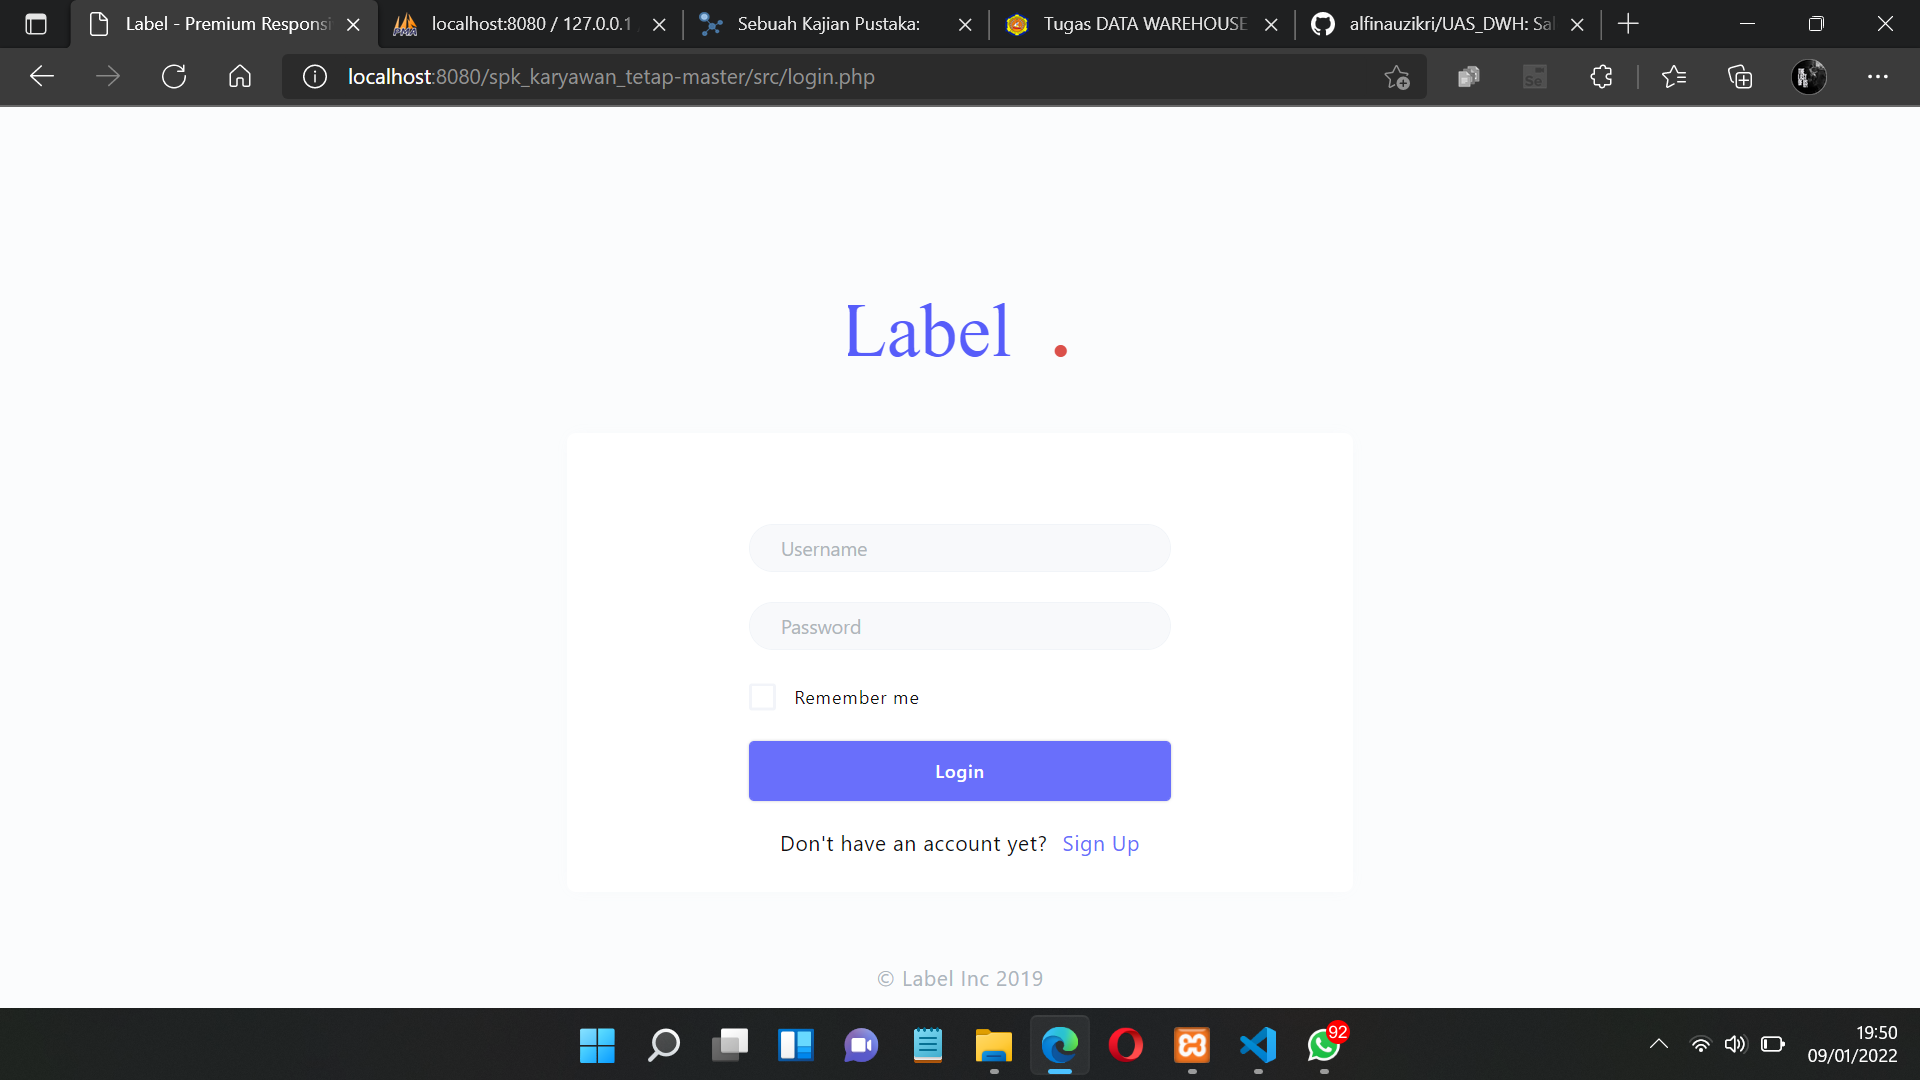 Label - Premium Responsi
localhost:8080 / 127.0.0.1
Sebuah Kajian Pustaka:
Tugas DATA WAREHOUSE
alfinauzikri/UAS_DWH: Sal
localhost:8080/spk_karyawan_tetap-master/src/login.php
Label .
Username
Password
Remember me
Login
Don't have an account yet? Sign Up
© Label Inc 2019
92
19:50
09/01/2022